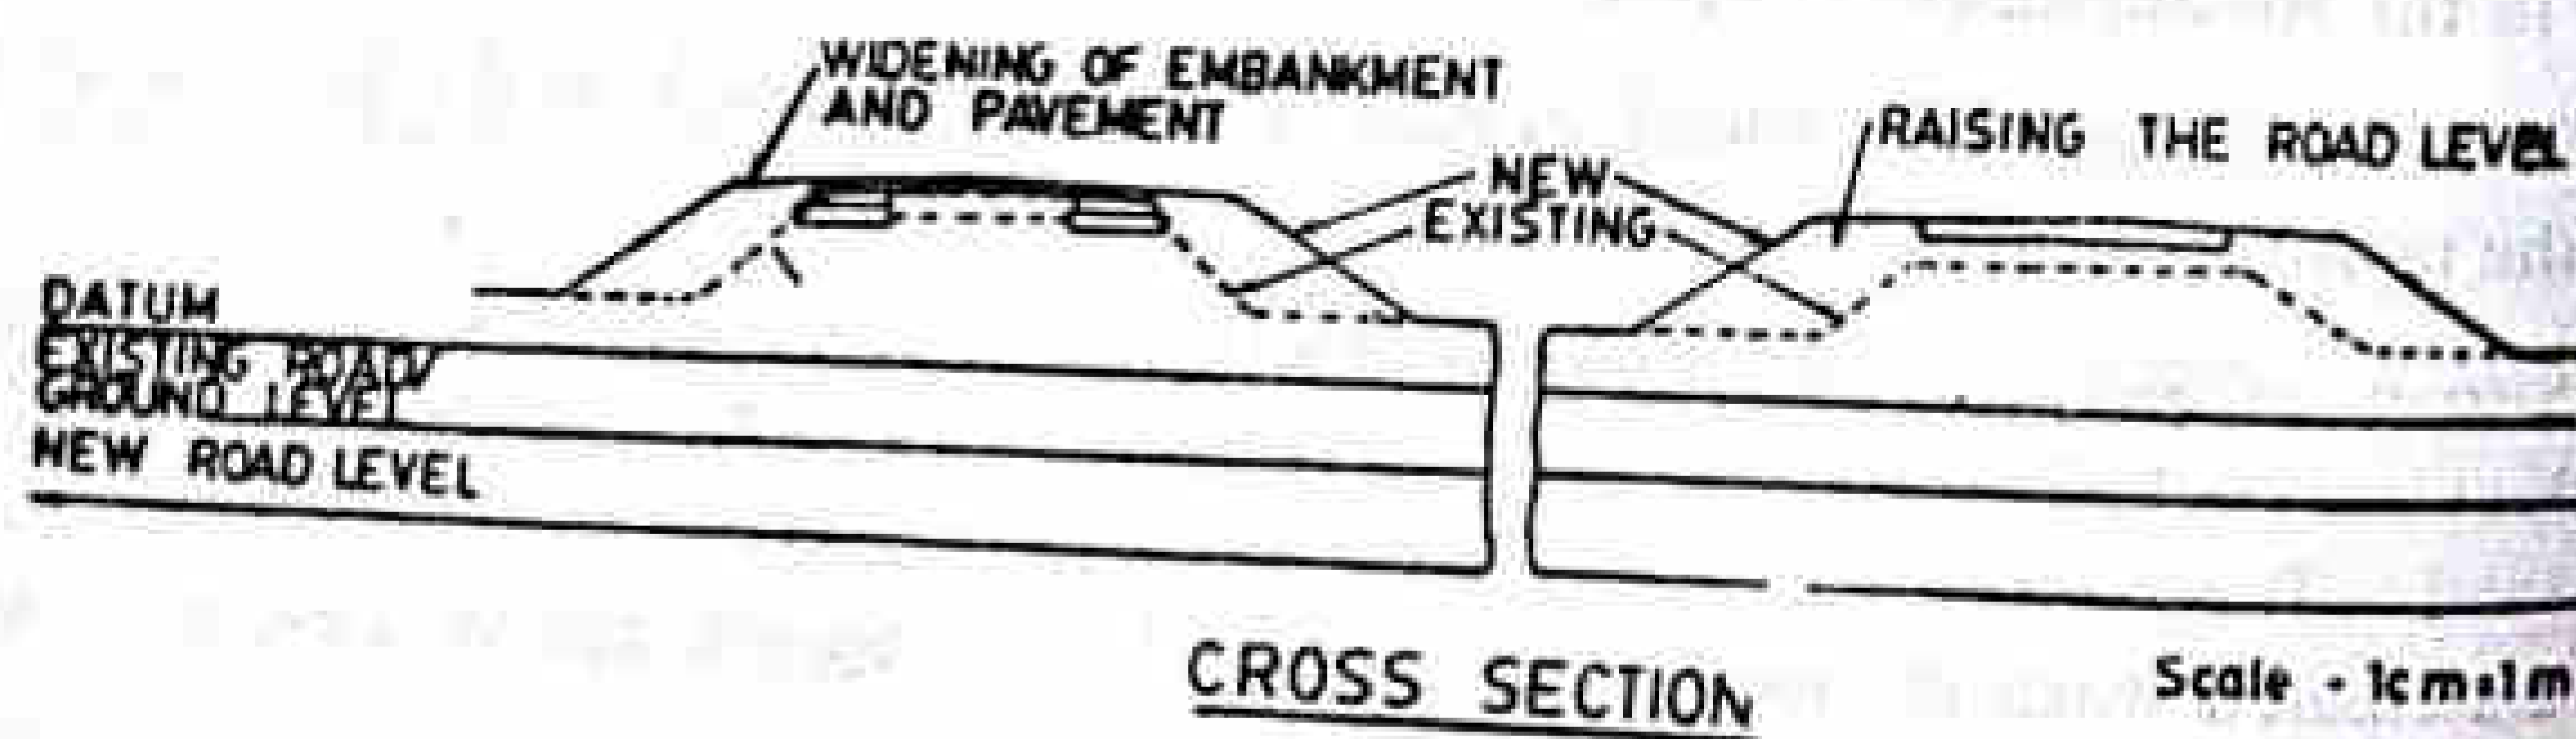 WIDENING OF EMBANKMENT
AND PAVEMENT
RAISING THE ROAD LEVEL
NEW
EXISTING
DATUM
EXISTING ROAD/
GROUND LEVEL
NEW ROAD LEVEL
CROSS SECTION
Scale - 1cm=1m